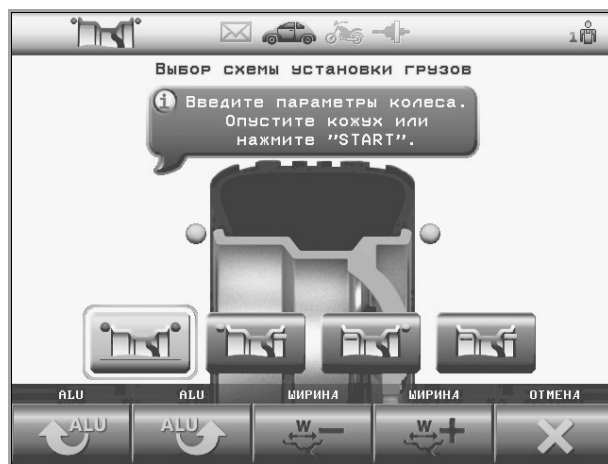 1
Выбор схемы установки грузов
i Введите параметры колеса.
Опустите кожух или
нажмите "START".
ALU ALU ШИРИНА ШИРИНА ОТМЕНА
ALU ALU W W